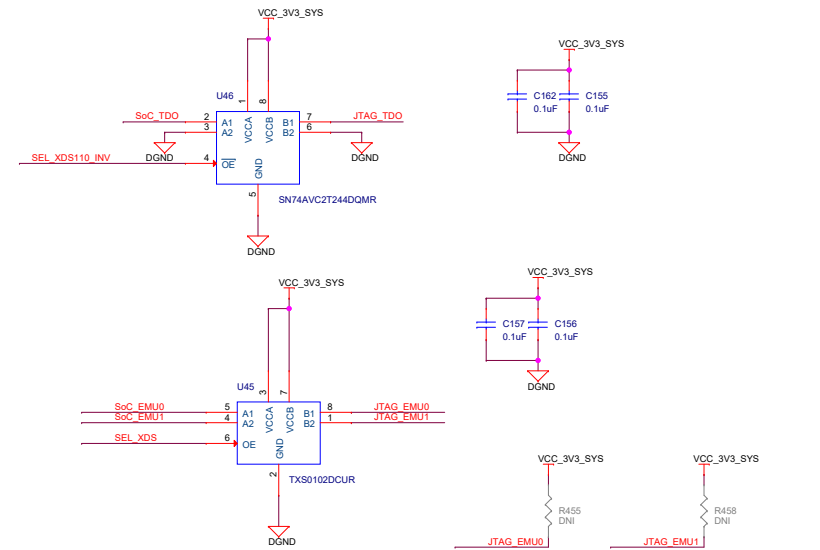 VCC_3V3_SYS
VCC_3V3_SYS
U46
1
8
C162
C155
0.1uF
0.1uF
SoC_TDO
2
A1
VCCA
VCCB
B1
7
JTAG_TDO
3
A2
B2
6
DGND
DGND
DGND
SEL_XDS110_INV
4
OE
GND
5
SN74AVC2T244DQMR
DGND
VCC_3V3_SYS
VCC_3V3_SYS
C157
C156
0.1uF
0.1uF
DGND
U45
3
7
SoC_EMU0
5
A1
VCCA
VCCB
B1
8
JTAG_EMU0
SoC_EMU1
4
A2
B2
1
JTAG_EMU1
SEL_XDS
6
OE
GND
2
TXS0102DCUR
DGND
VCC_3V3_SYS
VCC_3V3_SYS
R455
DNI
R458
DNI
JTAG_EMU0
JTAG_EMU1